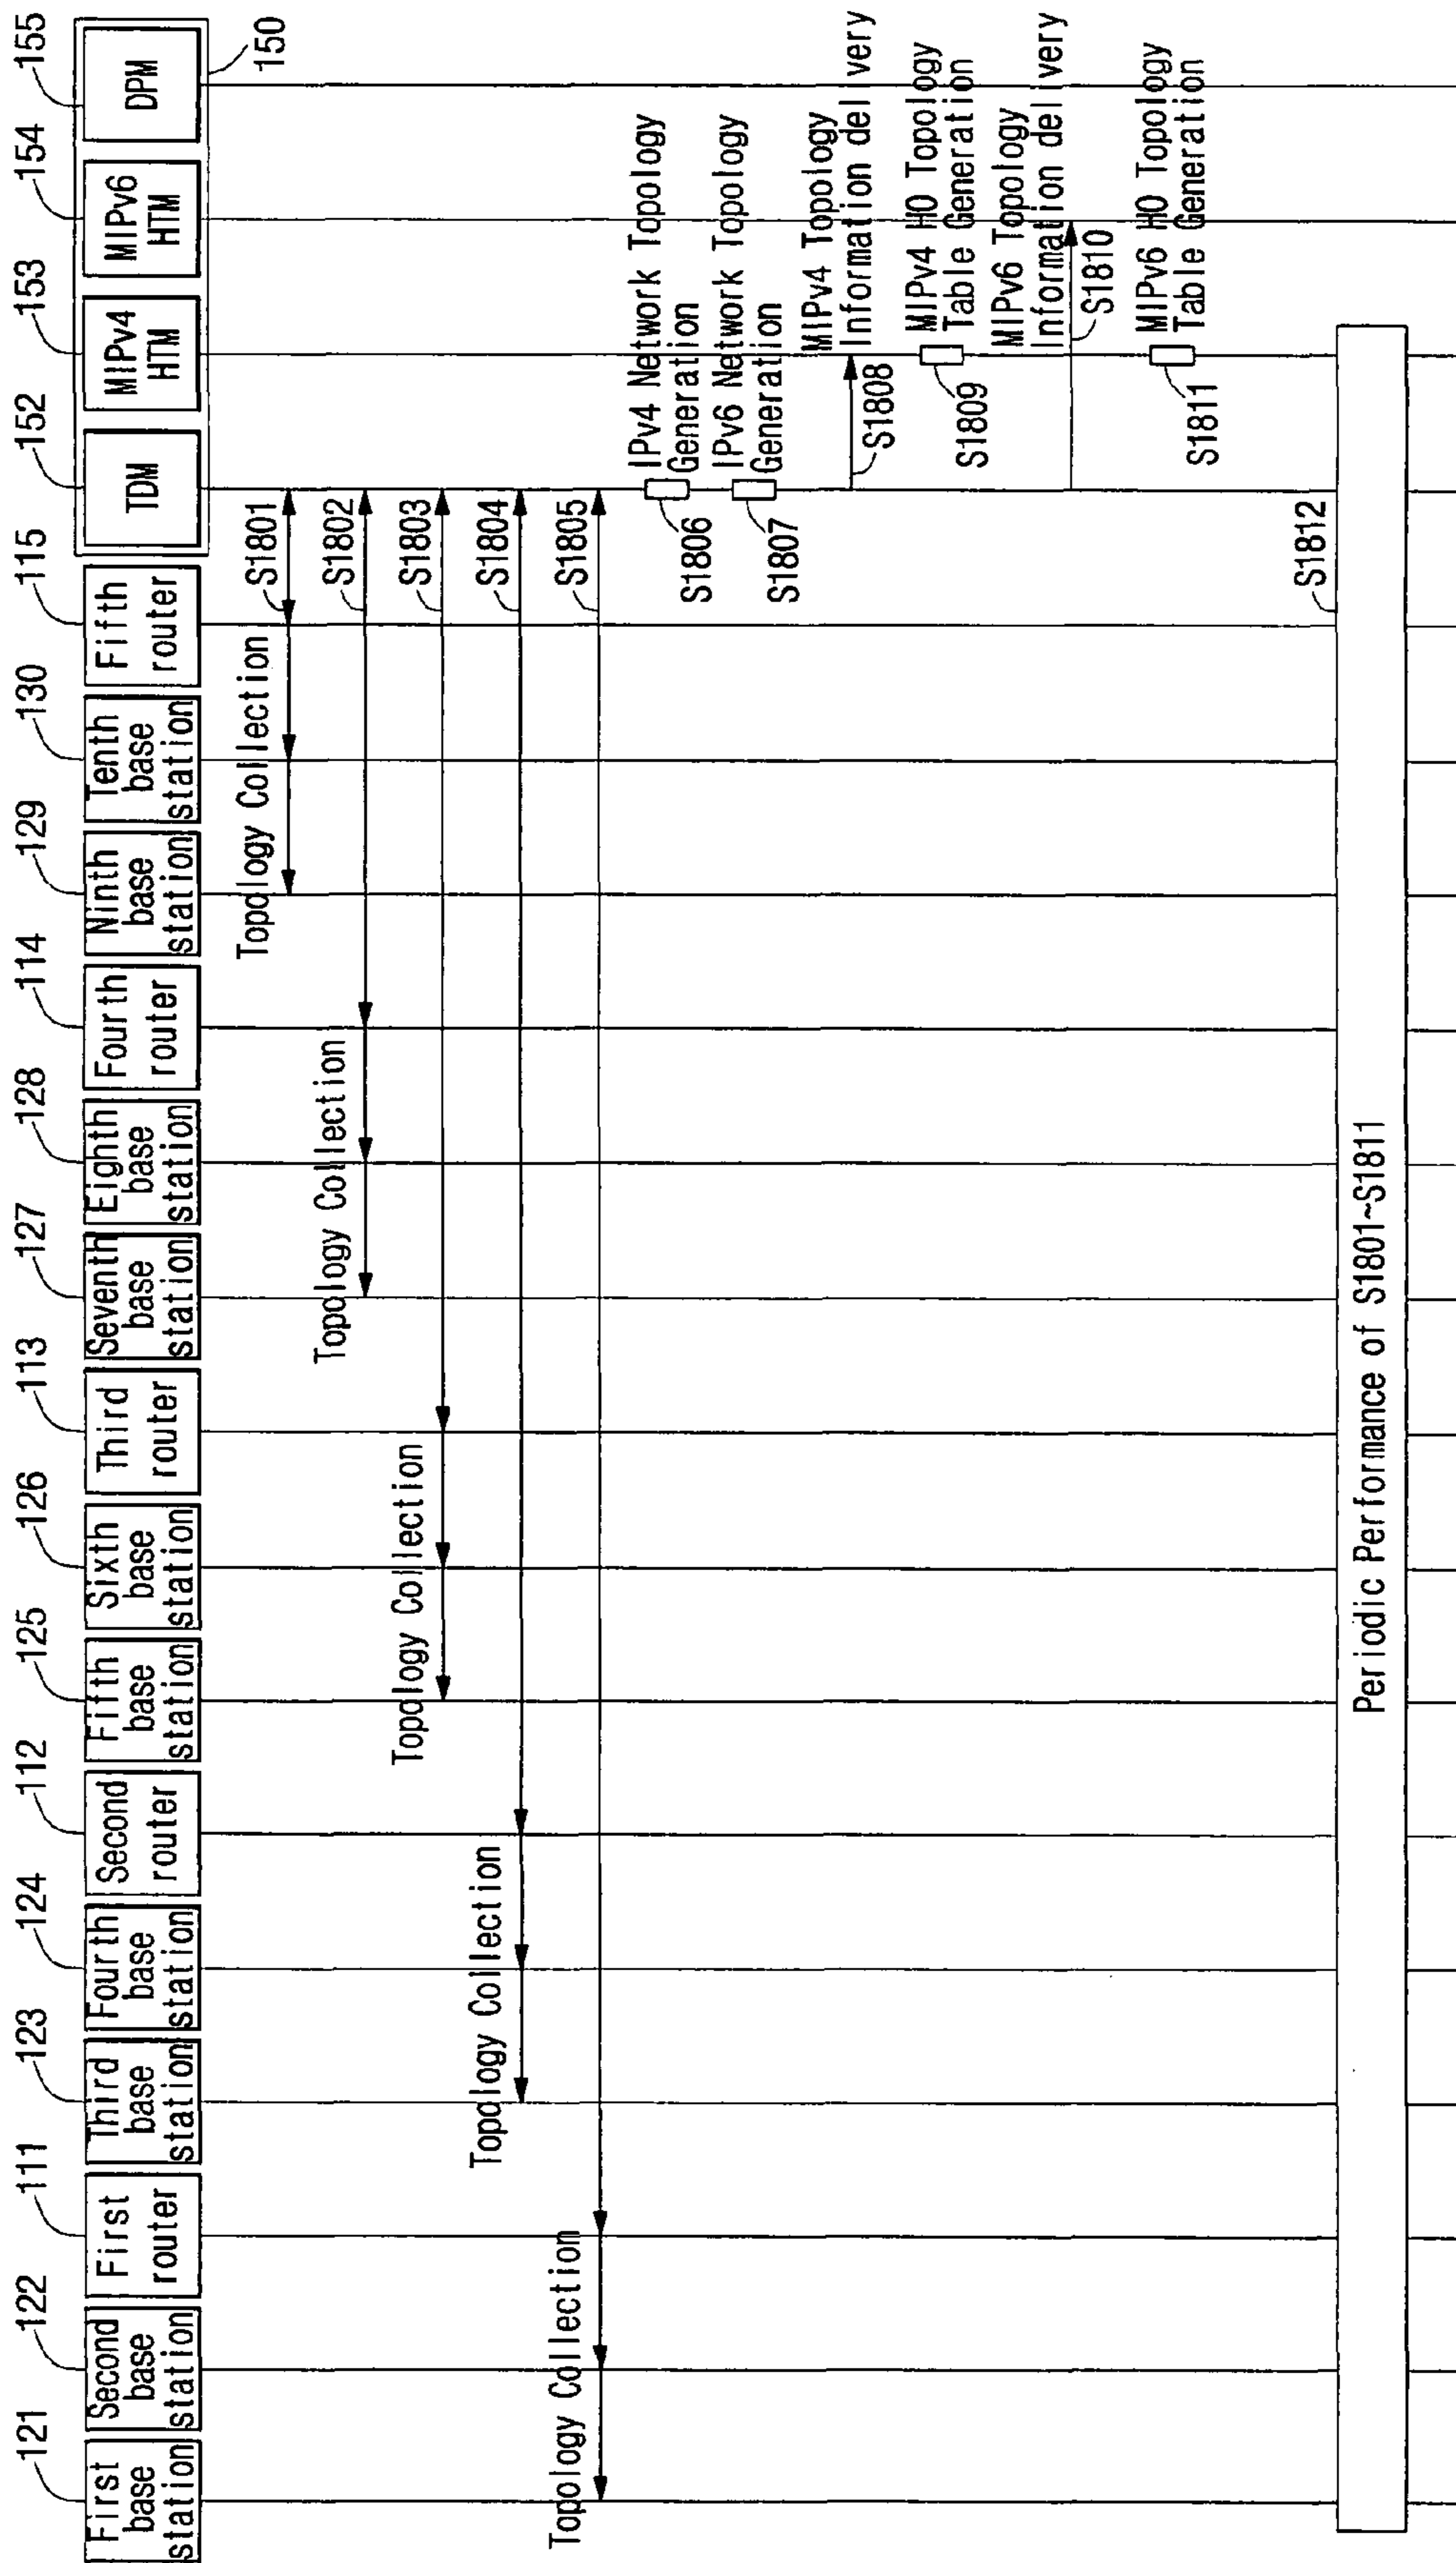 121
122
111
123
124
112
125
126
113
127
128
114
129
130
115
152
153
154
155
First
base
station
Second
base
station
First
router
Third
base
station
Fourth
base
station
Second
router
Fifth
base
station
Sixth
base
station
Third
router
Seventh
base
station
Eighth
base
station
Fourth
router
Ninth
base
station
Tenth
base
station
Fifth
router
TDM
MIPv4
HTM
MIPv6
HTM
DPM
150
Topology Collection
S1801
Topology Collection
S1802
Topology Collection
S1803
Topology Collection
S1804
Topology Collection
S1805
IPv4 Network Topology
Generation
S1806
IPv6 Network Topology
Generation
S1807
MIPv4 Topology
Information delivery
S1808
MIPv4 HO Topology
Table Generation
S1809
MIPv6 Topology
Information delivery
S1810
MIPv6 HO Topology
Table Generation
S1811
S1812
Periodic Performance of S1801~S1811